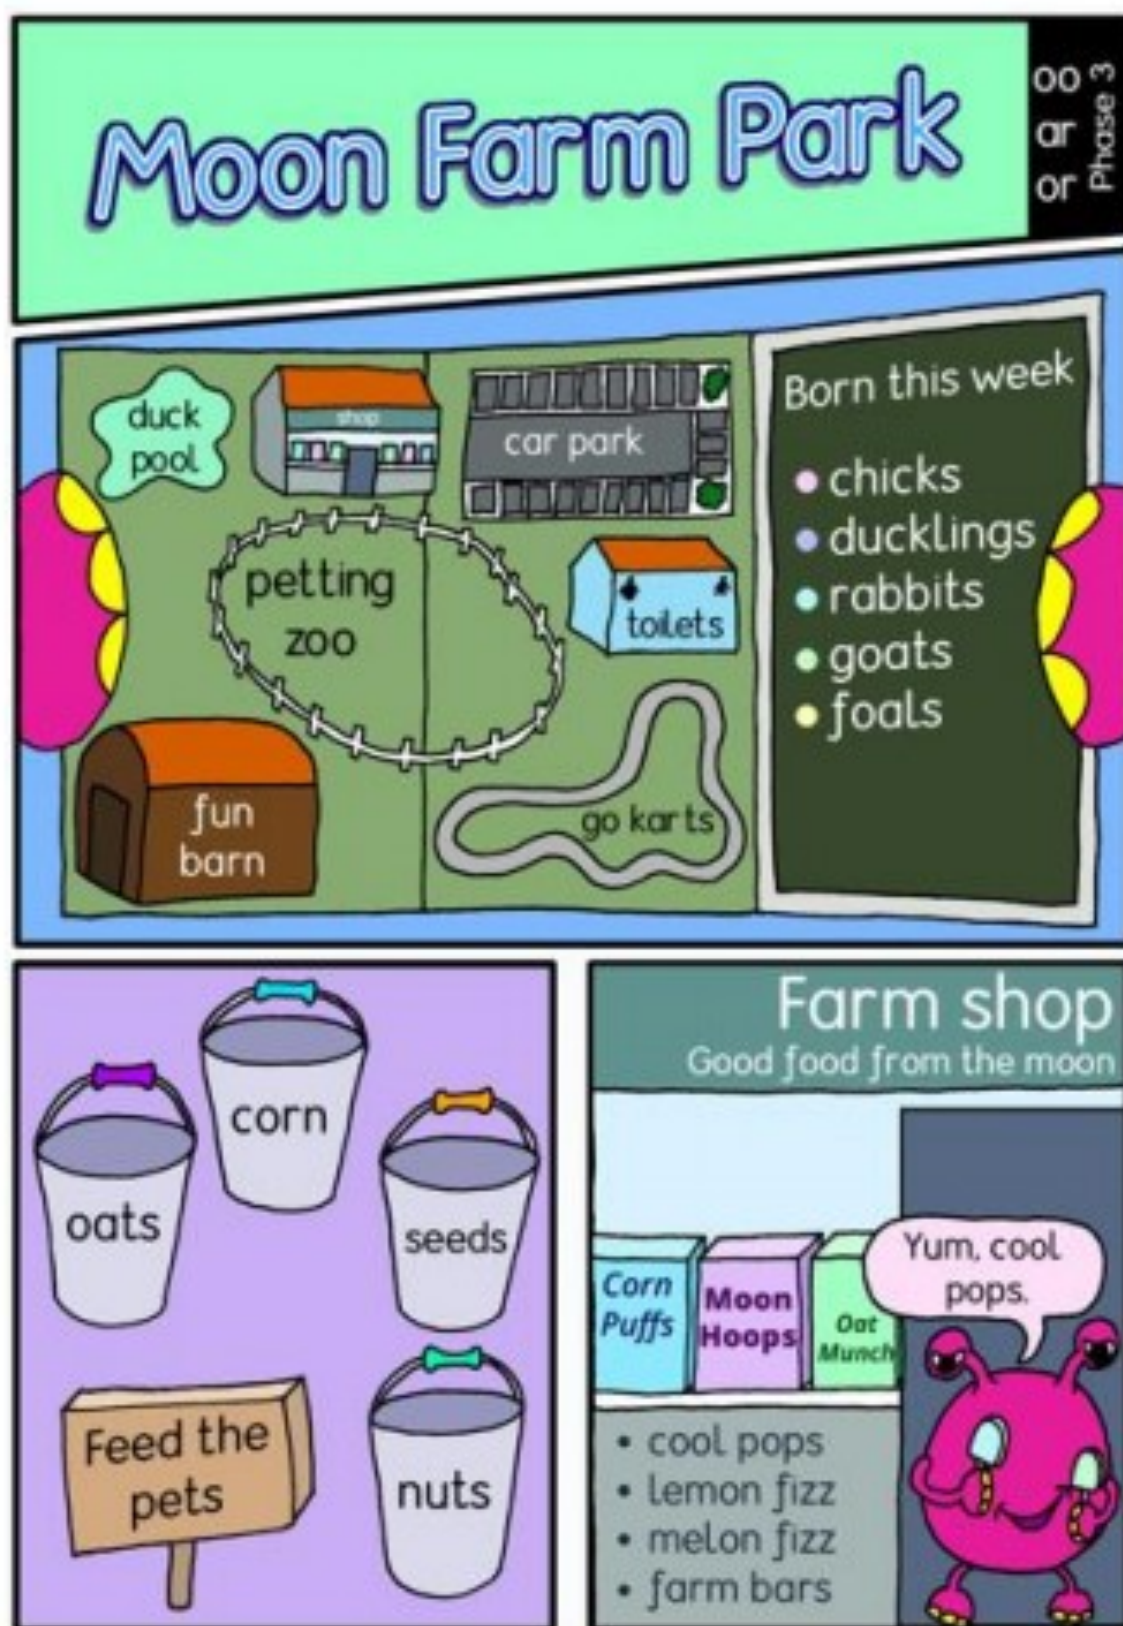 Moon Farm Park
oo
ar
or
Phase 3
duck
pool
shop
car park
petting
zoo
toilets
fun
barn
go karts
Born this week
chicks
ducklings
rabbits
goats
foals
corn
oats
seeds
Feed the
pets
nuts
Farm shop
Good food from the moon
Corn
Puffs
Moon
Hoops
Oat
Munch
Yum, cool
pops.
• cool pops
• lemon fizz
• melon fizz
• farm bars